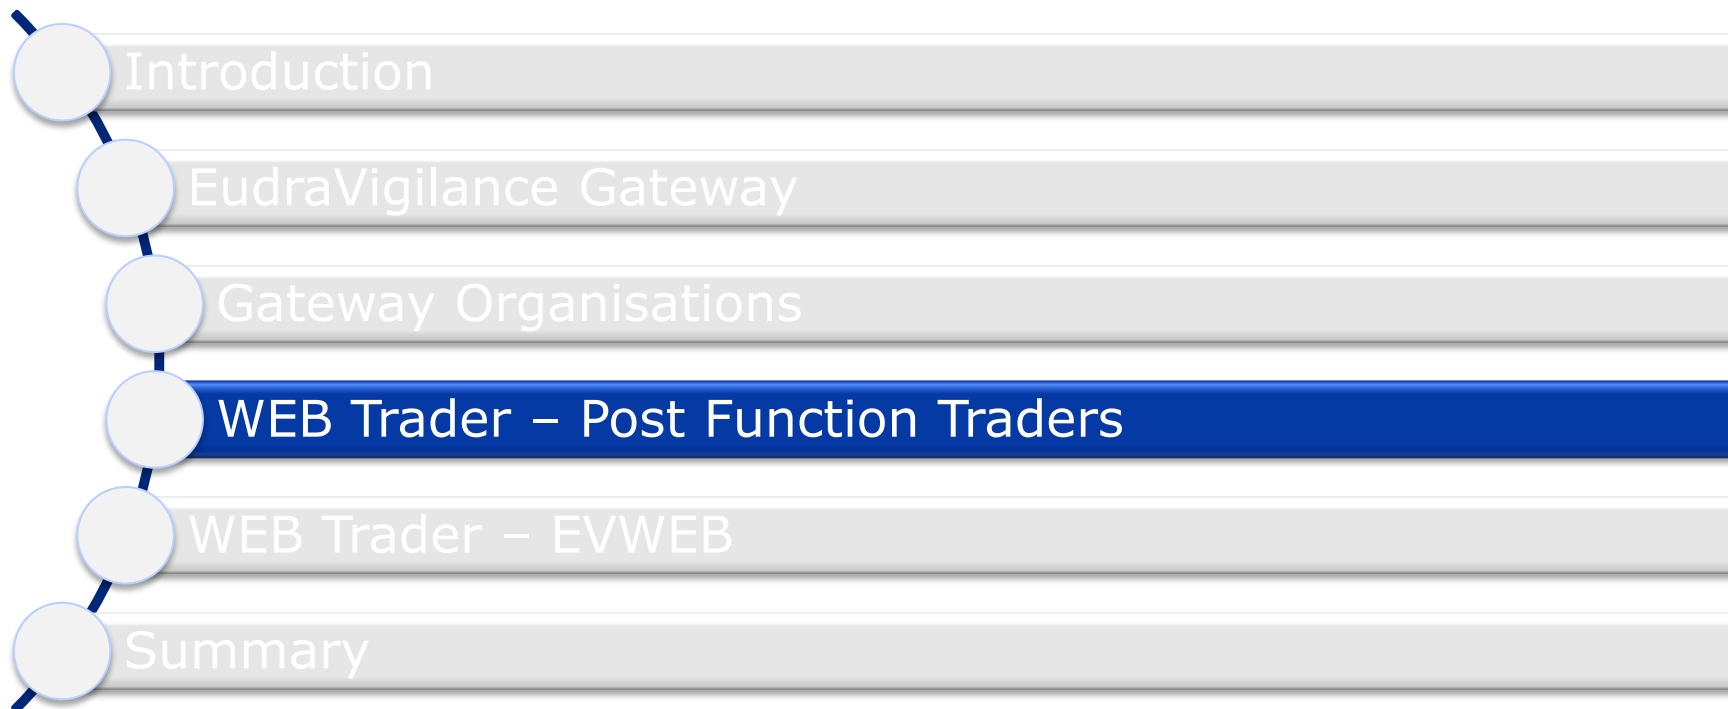 Introduction
EudraVigilance Gateway
Gateway Organisations
WEB Trader – Post Function Traders
WEB Trader – EVWEB
Summary